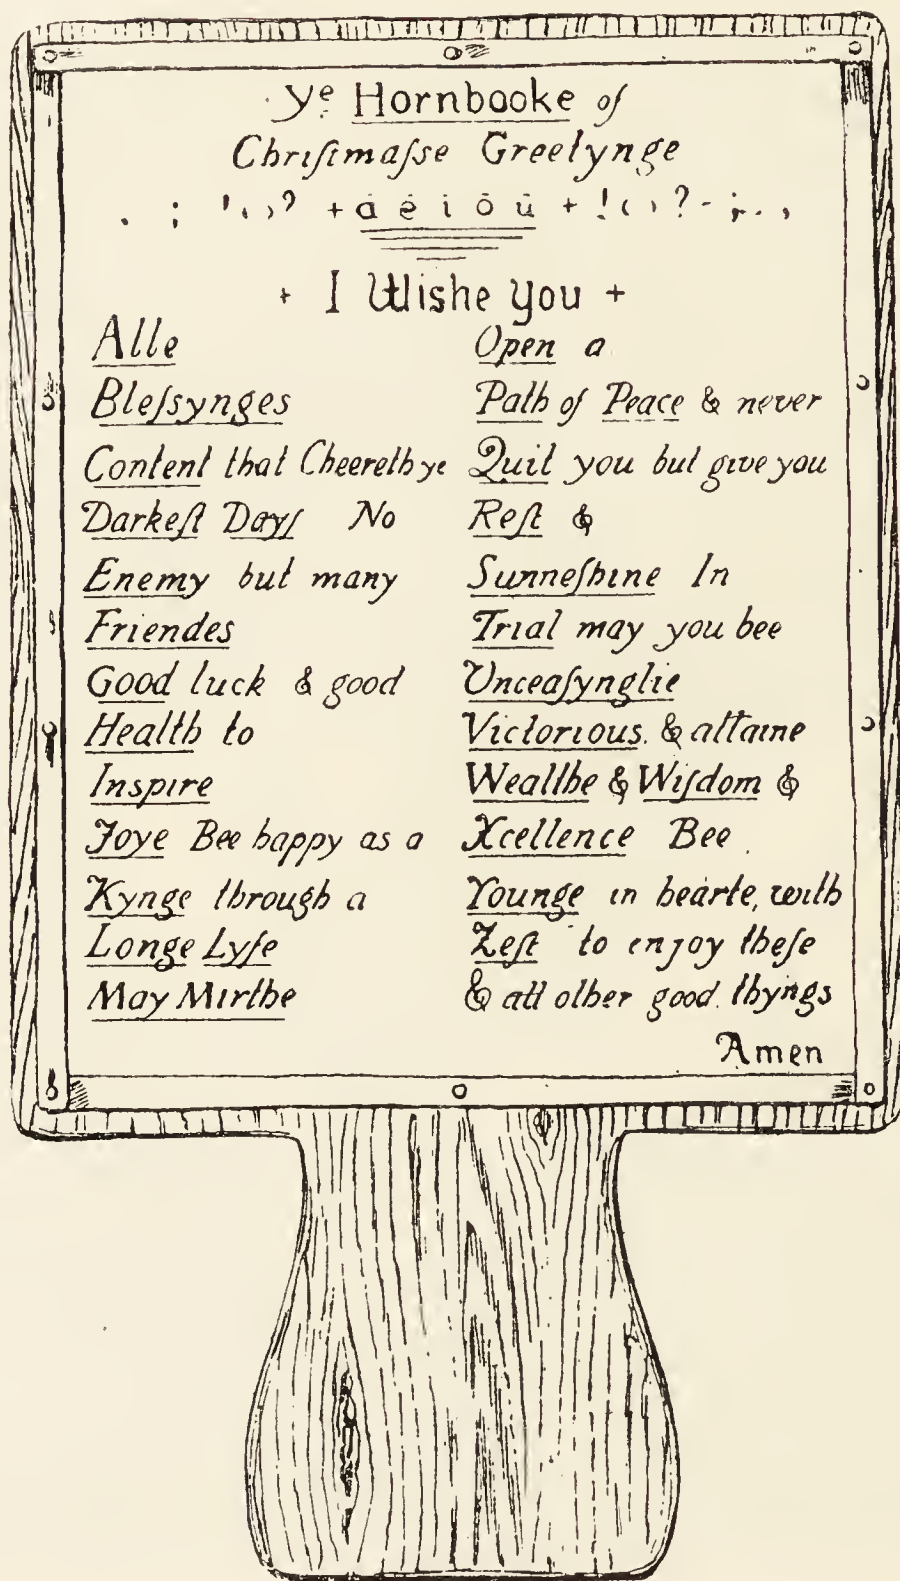 Yᵉ Hornbooke of
Chriſtmaſse Greetynge
. ; ' ‹ › ? + a e i o u + ! ‹ › ? - ; . ,
+ I Wishe you +
Alle
Bleſsynges
Content that Cheereth ye
Darkeſt Dayſ No
Enemy but many
Friendes
Good luck & good
Health to
Inspire
Joye Bee happy as a
Kynge through a
Longe Lyfe
May Mirthe
Open a
Path of Peace & never
Quit you but give you
Reſt &
Sunneſhine In
Trial may you bee
Unceaſynglie
Victorious. & attaine
Wealthe & Wiſdom &
Xcellence Bee
Younge in hearte, with
Zeſt to enjoy theſe
& all other good thyngs
Amen